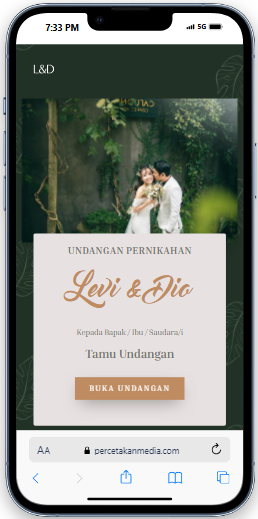 7:33 PM 5G
L&D
UNDANGAN PERNIKAHAN
Levi & Dio
Kepada Bapak / Ibu / Saudara/i
Tamu Undangan
BUKA UNDANGAN
AA percetakanmedia.com